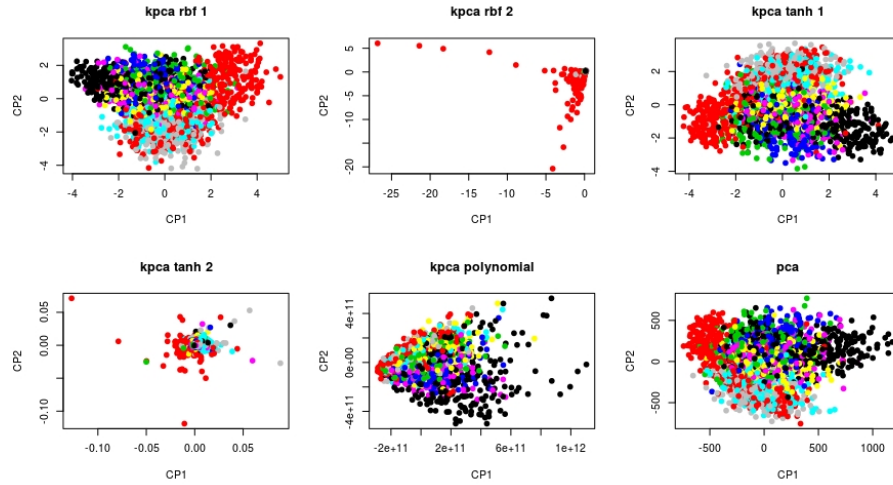 kpca rbf 1
kpca rbf 2
kpca tanh 1
CP2
2
0
-2
-4
-4
-2
0
2
4
CP1
CP2
5
0
-5
-10
-20
-25
-20
-15
-10
-5
0
CP1
CP2
2
0
-2
-4
-4
-2
0
2
4
CP1
kpca tanh 2
kpca polynomial
pca
CP2
0.05
0.00
-0.10
-0.10
-0.05
0.00
0.05
CP1
CP2
4e+11
0e+00
-4e+11
-2e+11
2e+11
6e+11
1e+12
CP1
CP2
500
0
-500
-500
0
500
1000
CP1